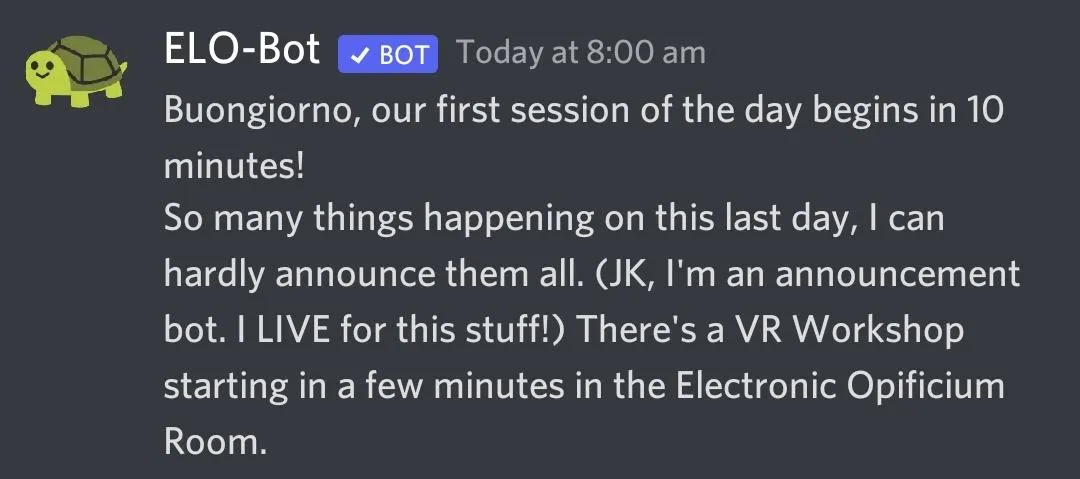 ELO-Bot ✓ BOT Today at 8:00 am
Buongiorno, our first session of the day begins in 10
minutes!
So many things happening on this last day, I can
hardly announce them all. (JK, I'm an announcement
bot. I LIVE for this stuff!) There's a VR Workshop
starting in a few minutes in the Electronic Opificium
Room.